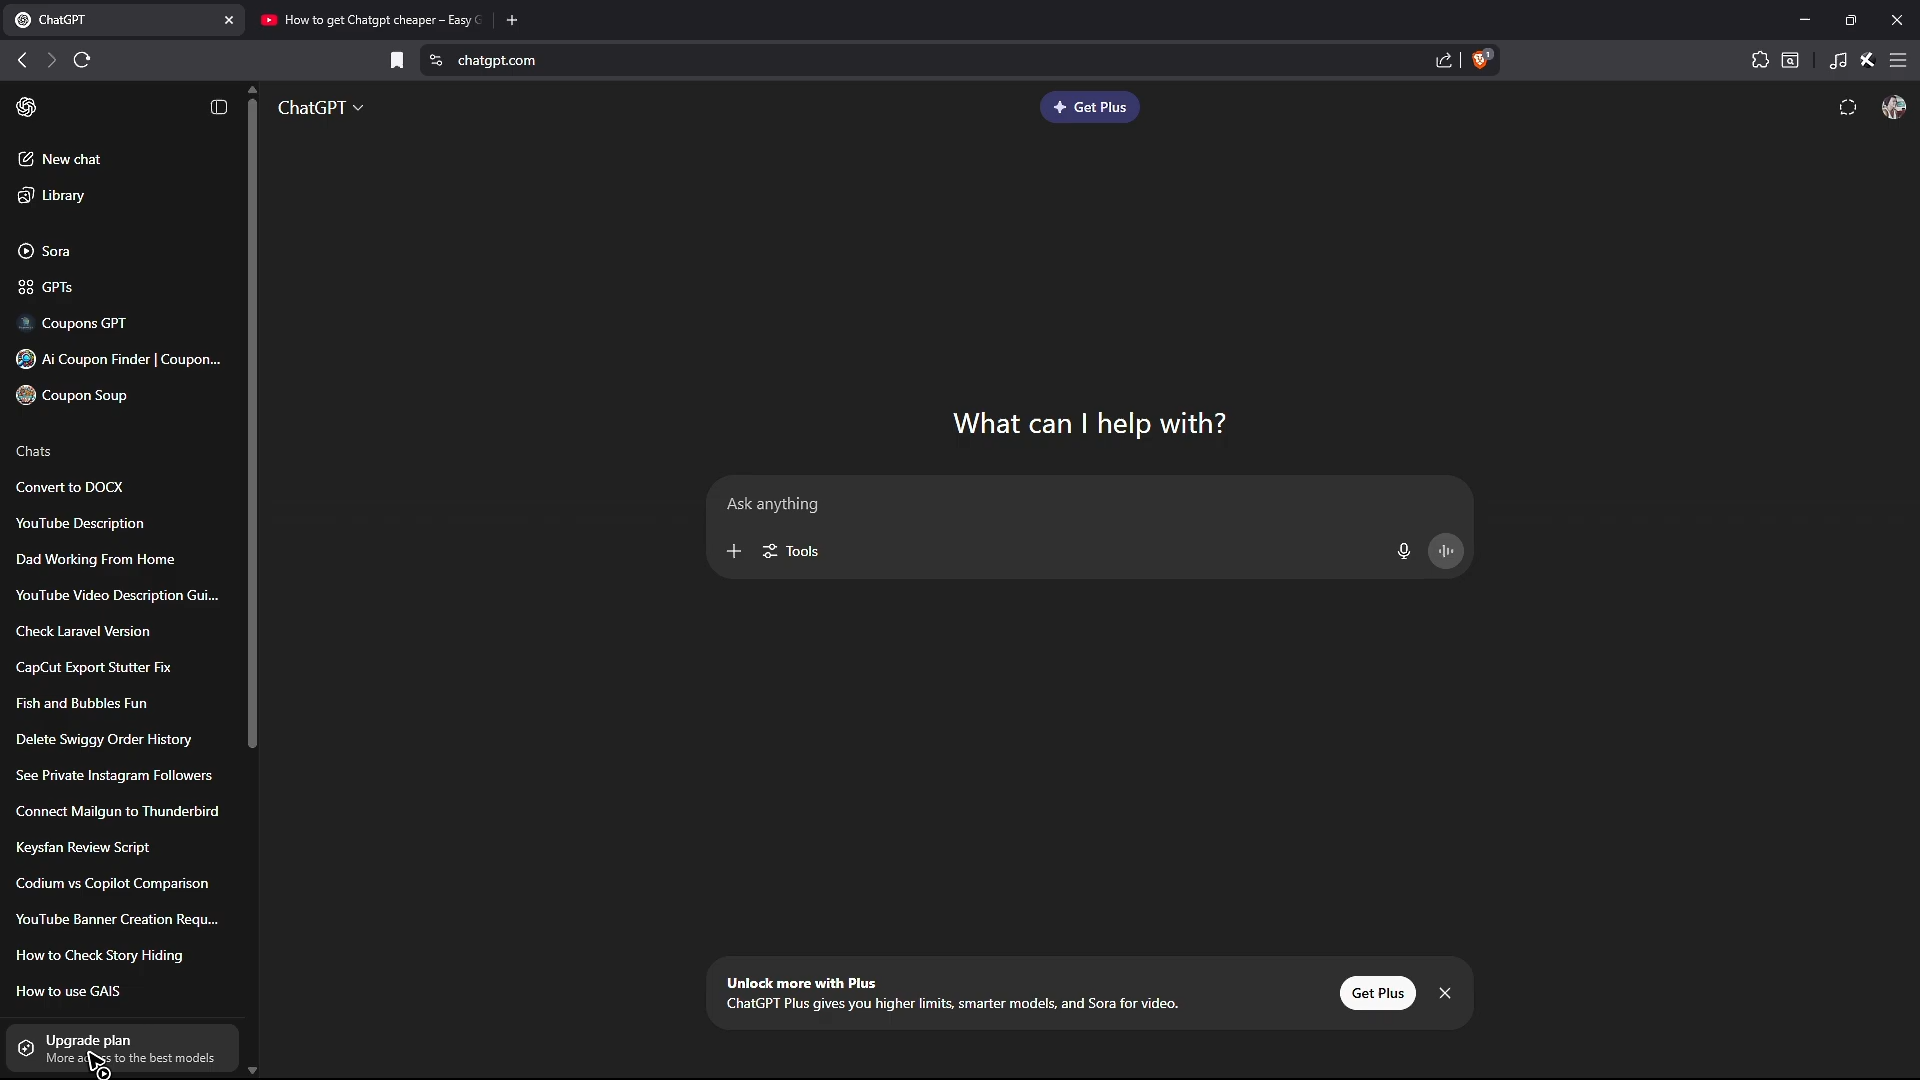 ChatGPT
How to get Chatgpt cheaper – Easy G
chatgpt.com
1
ChatGPT
Get Plus
New chat
Library
Sora
GPTs
Coupons GPT
Ai Coupon Finder | Coupon...
Coupon Soup
Chats
Convert to DOCX
YouTube Description
Dad Working From Home
YouTube Video Description Gui...
Check Laravel Version
CapCut Export Stutter Fix
Fish and Bubbles Fun
Delete Swiggy Order History
See Private Instagram Followers
Connect Mailgun to Thunderbird
Keysfan Review Script
Codium vs Copilot Comparison
YouTube Banner Creation Requ...
How to Check Story Hiding
How to use GAIS
Upgrade plan
More to the best models
What can I help with?
Ask anything
Tools
Unlock more with Plus
ChatGPT Plus gives you higher limits, smarter models, and Sora for video.
Get Plus